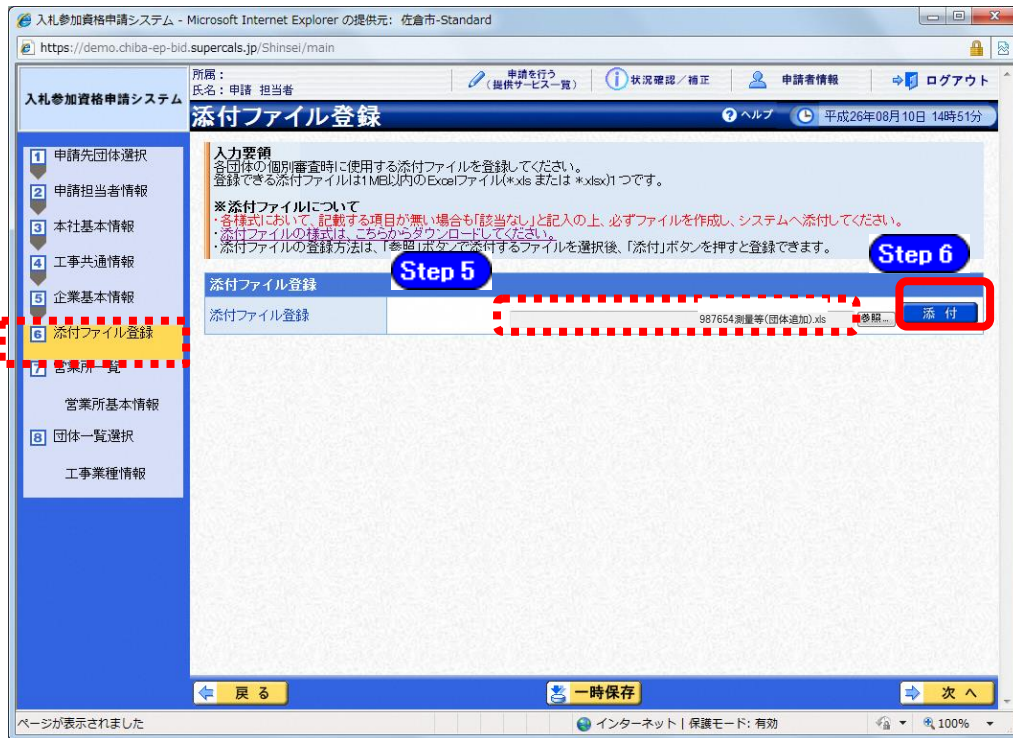 入札参加資格申請システム - Microsoft Internet Explorer の提供元: 佐倉市-Standard
https://demo.chiba-ep-bid.supercals.jp/Shinsei/main
入札参加資格申請システム
所属：
氏名：申請 担当者
申請を行う
(提供サービス一覧)
状況確認／補正
申請者情報
ログアウト
添付ファイル登録
ヘルプ
平成26年08月10日 14時51分
1 申請先団体選択
2 申請担当者情報
3 本社基本情報
4 工事共通情報
5 企業基本情報
6 添付ファイル登録
7 営業所一覧
営業所基本情報
8 団体一覧選択
工事業種情報
入力要領
各団体の個別審査時に使用する添付ファイルを登録してください。
登録できる添付ファイルは1MB以内のExcelファイル(*.xls または *.xlsx)1つです。
※添付ファイルについて
・各様式において、記載する項目が無い場合も「該当なし」と記入の上、必ずファイルを作成し、システムへ添付してください。
・添付ファイルの様式は、こちらからダウンロードしてください。
・添付ファイルの登録方法は、「参照」ボタンで添付するファイルを選択後、「添付」ボタンを押すと登録できます。
Step 5
Step 6
添付ファイル登録
添付ファイル登録
987654測量等(団体追加).xls
参照...
添 付
戻 る
一時保存
次 へ
ページが表示されました
インターネット | 保護モード: 有効
100%